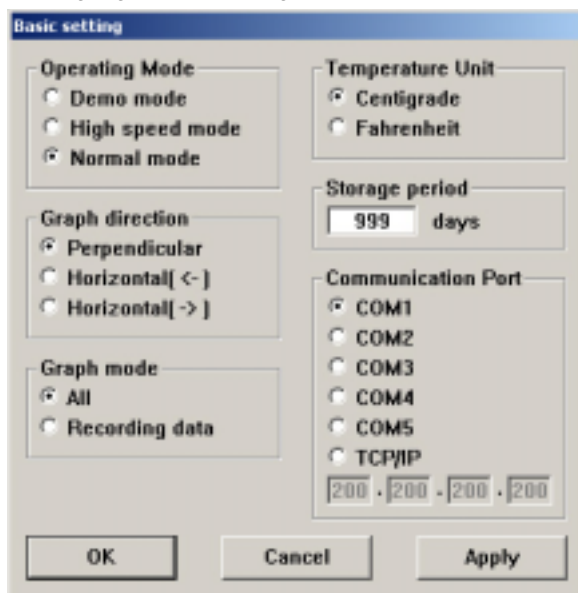 Basic setting
Operating Mode
Demo mode
High speed mode
Normal mode
Graph direction
Perpendicular
Horizontal( <- )
Horizontal( -> )
Graph mode
All
Recording data
Temperature Unit
Centigrade
Fahrenheit
Storage period
999 days
Communication Port
COM1
COM2
COM3
COM4
COM5
TCP/IP
200 . 200 . 200 . 200
OK Cancel Apply